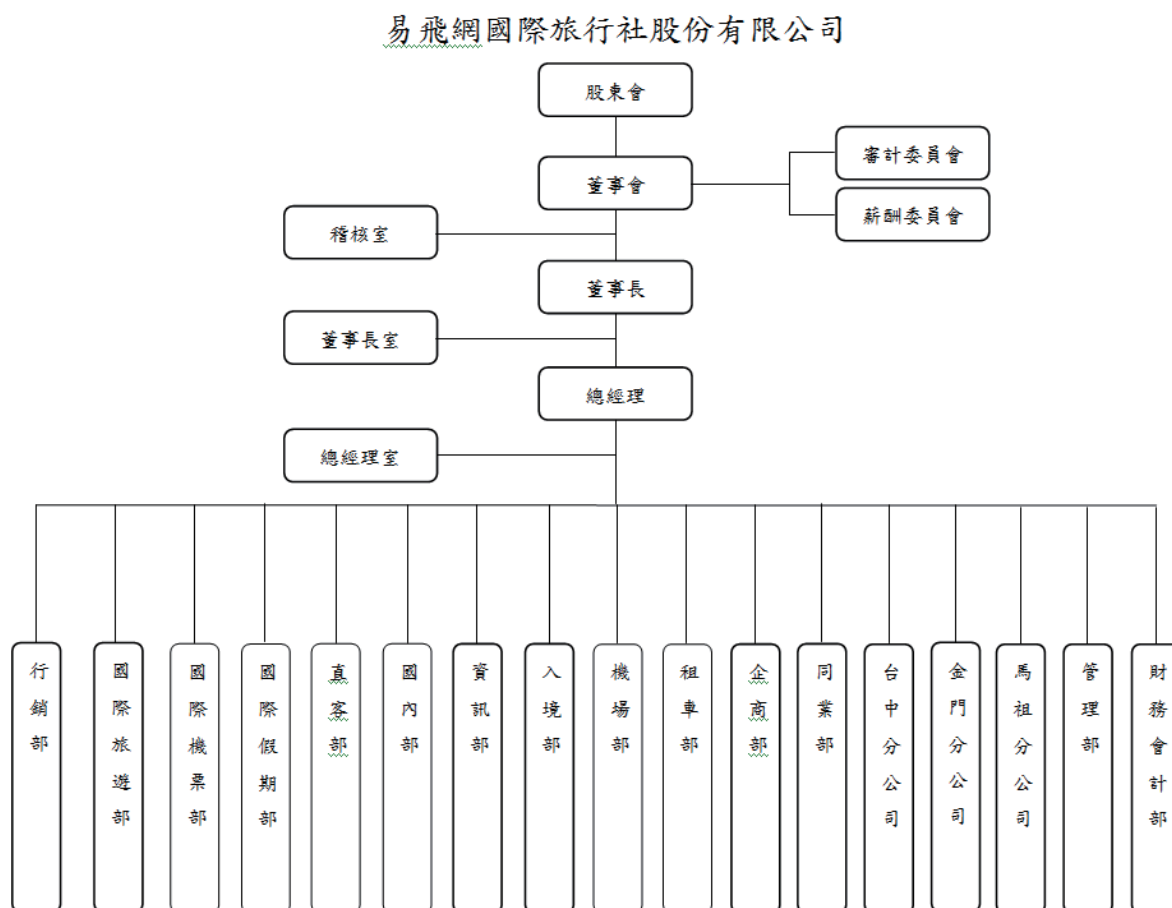 易飛網國際旅行社股份有限公司
股東會
審計委員會
董事會
薪酬委員會
稽核室
董事長
董事長室
總經理
總經理室
行銷部
國際旅遊部
國際機票部
國際假期部
直客部
國內部
資訊部
入境部
機場部
租車部
企商部
同業部
台中分公司
金門分公司
馬祖分公司
管理部
財務會計部